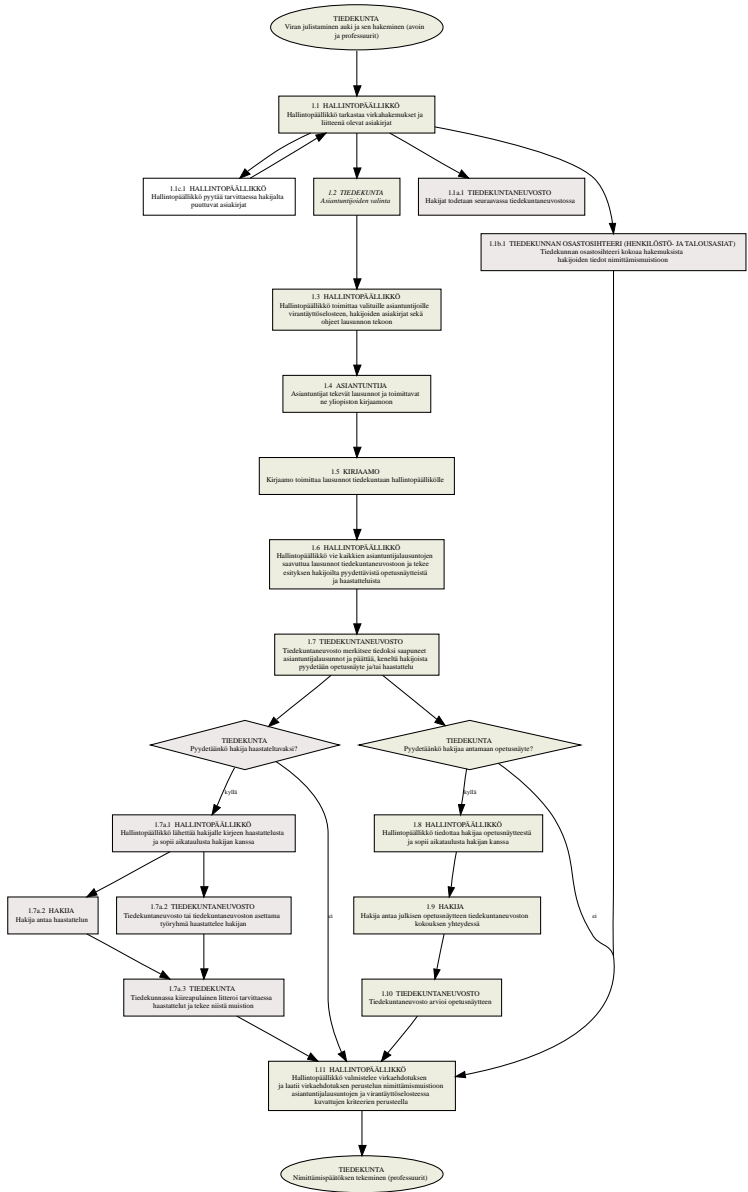 TIEDEKUNTA
Viran julistaminen auki ja sen hakeminen (avoin
ja professuurit)
1.1 HALLINTOPÄÄLLIKKÖ
Hallintopäällikkö tarkastaa virkahakemukset ja
liitteenä olevat asiakirjat
1.1c.1 HALLINTOPÄÄLLIKKÖ
Hallintopäällikkö pyytää tarvittaessa hakijalta
puuttuvat asiakirjat
1.2 TIEDEKUNTA
Asiantuntijoiden valinta
1.1a.1 TIEDEKUNTANEUVOSTO
Hakijat todetaan seuraavassa tiedekuntaneuvostossa
1.1b.1 TIEDEKUNNAN OSASTOSIHTEERI (HENKILÖSTÖ- JA TALOUSASIAT)
Tiedekunnan osastosihteeri kokoaa hakemuksista
hakijoiden tiedot nimittämismuistioon
1.3 HALLINTOPÄÄLLIKKÖ
Hallintopäällikkö toimittaa valituille asiantuntijoille
virantäyttöselosteen, hakijoiden asiakirjat sekä
ohjeet lausunnon tekoon
1.4 ASIANTUNTIJA
Asiantuntijat tekevät lausunnot ja toimittavat
ne yliopiston kirjaamoon
1.5 KIRJAAMO
Kirjaamo toimittaa lausunnot tiedekuntaan hallintopäällikölle
1.6 HALLINTOPÄÄLLIKKÖ
Hallintopäällikkö vie kaikkien asiantuntijalausuntojen
saavuttua lausunnot tiedekuntaneuvostoon ja tekee
esityksen hakijoilta pyydettävistä opetusnäytteistä
ja haastatteluista
1.7 TIEDEKUNTANEUVOSTO
Tiedekuntaneuvosto merkitsee tiedoksi saapuneet
asiantuntijalausunnot ja päättää, keneltä hakijoista
pyydetään opetusnäyte ja/tai haastattelu
TIEDEKUNTA
Pyydetäänkö hakija haastateltavaksi?
TIEDEKUNTA
Pyydetäänkö hakijaa antamaan opetusnäyte?
kyllä
kyllä
1.7a.1 HALLINTOPÄÄLLIKKÖ
Hallintopäällikkö lähettää hakijalle kirjeen haastattelusta
ja sopii aikataulusta hakijan kanssa
1.8 HALLINTOPÄÄLLIKKÖ
Hallintopäällikkö tiedottaa hakijaa opetusnäytteestä
ja sopii aikataulusta hakijan kanssa
1.7a.2 HAKIJA
Hakija antaa haastattelun
1.7a.2 TIEDEKUNTANEUVOSTO
Tiedekuntaneuvosto tai tiedekuntaneuvoston asettama
työryhmä haastattelee hakijan
ei
1.9 HAKIJA
Hakija antaa julkisen opetusnäytteen tiedekuntaneuvoston
kokouksen yhteydessä
ei
1.7a.3 TIEDEKUNTA
Tiedekunnassa kiireapulainen litteroi tarvittaessa
haastattelut ja tekee niistä muistion
1.10 TIEDEKUNTANEUVOSTO
Tiedekuntaneuvosto arvioi opetusnäytteen
1.11 HALLINTOPÄÄLLIKKÖ
Hallintopäällikkö valmistelee virkaehdotuksen
ja laatii virkaehdotuksen perustelun nimittämismuistioon
asiantuntijalausuntojen ja virantäyttöselosteessa
kuvattujen kriteerien perusteella
TIEDEKUNTA
Nimittämispäätöksen tekeminen (professuurit)